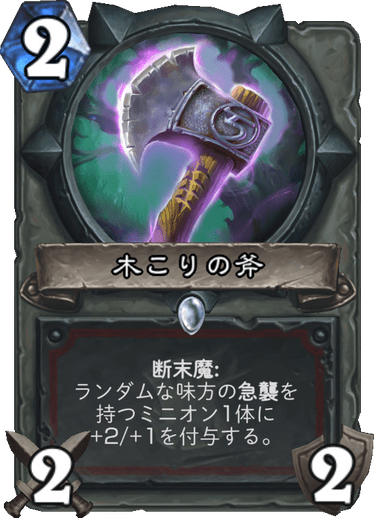 2
木こりの斧
断末魔:
ランダムな味方の急襲を
持つミニオン1体に
+2/+1を付与する。
2
2